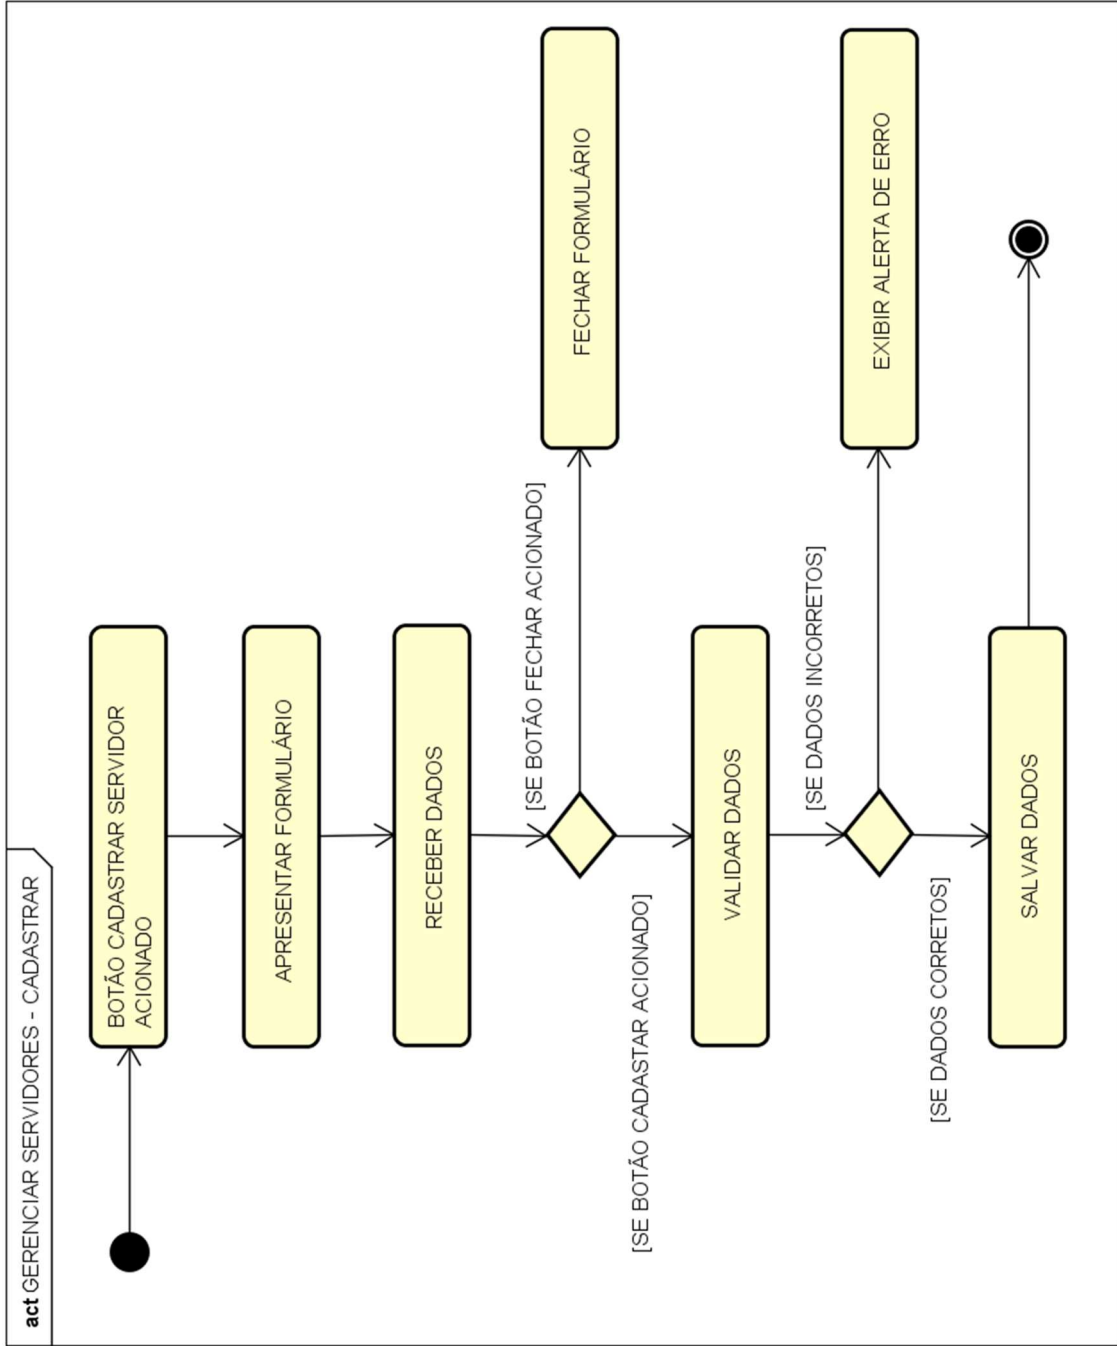 act GERENCIAR SERVIDORES - CADASTRAR
BOTÃO CADASTRAR SERVIDOR
ACIONADO
APRESENTAR FORMULÁRIO
RECEBER DADOS
[SE BOTÃO FECHAR ACIONADO]
FECHAR FORMULÁRIO
[SE BOTÃO CADASTAR ACIONADO]
VALIDAR DADOS
[SE DADOS INCORRETOS]
EXIBIR ALERTA DE ERRO
[SE DADOS CORRETOS]
SALVAR DADOS